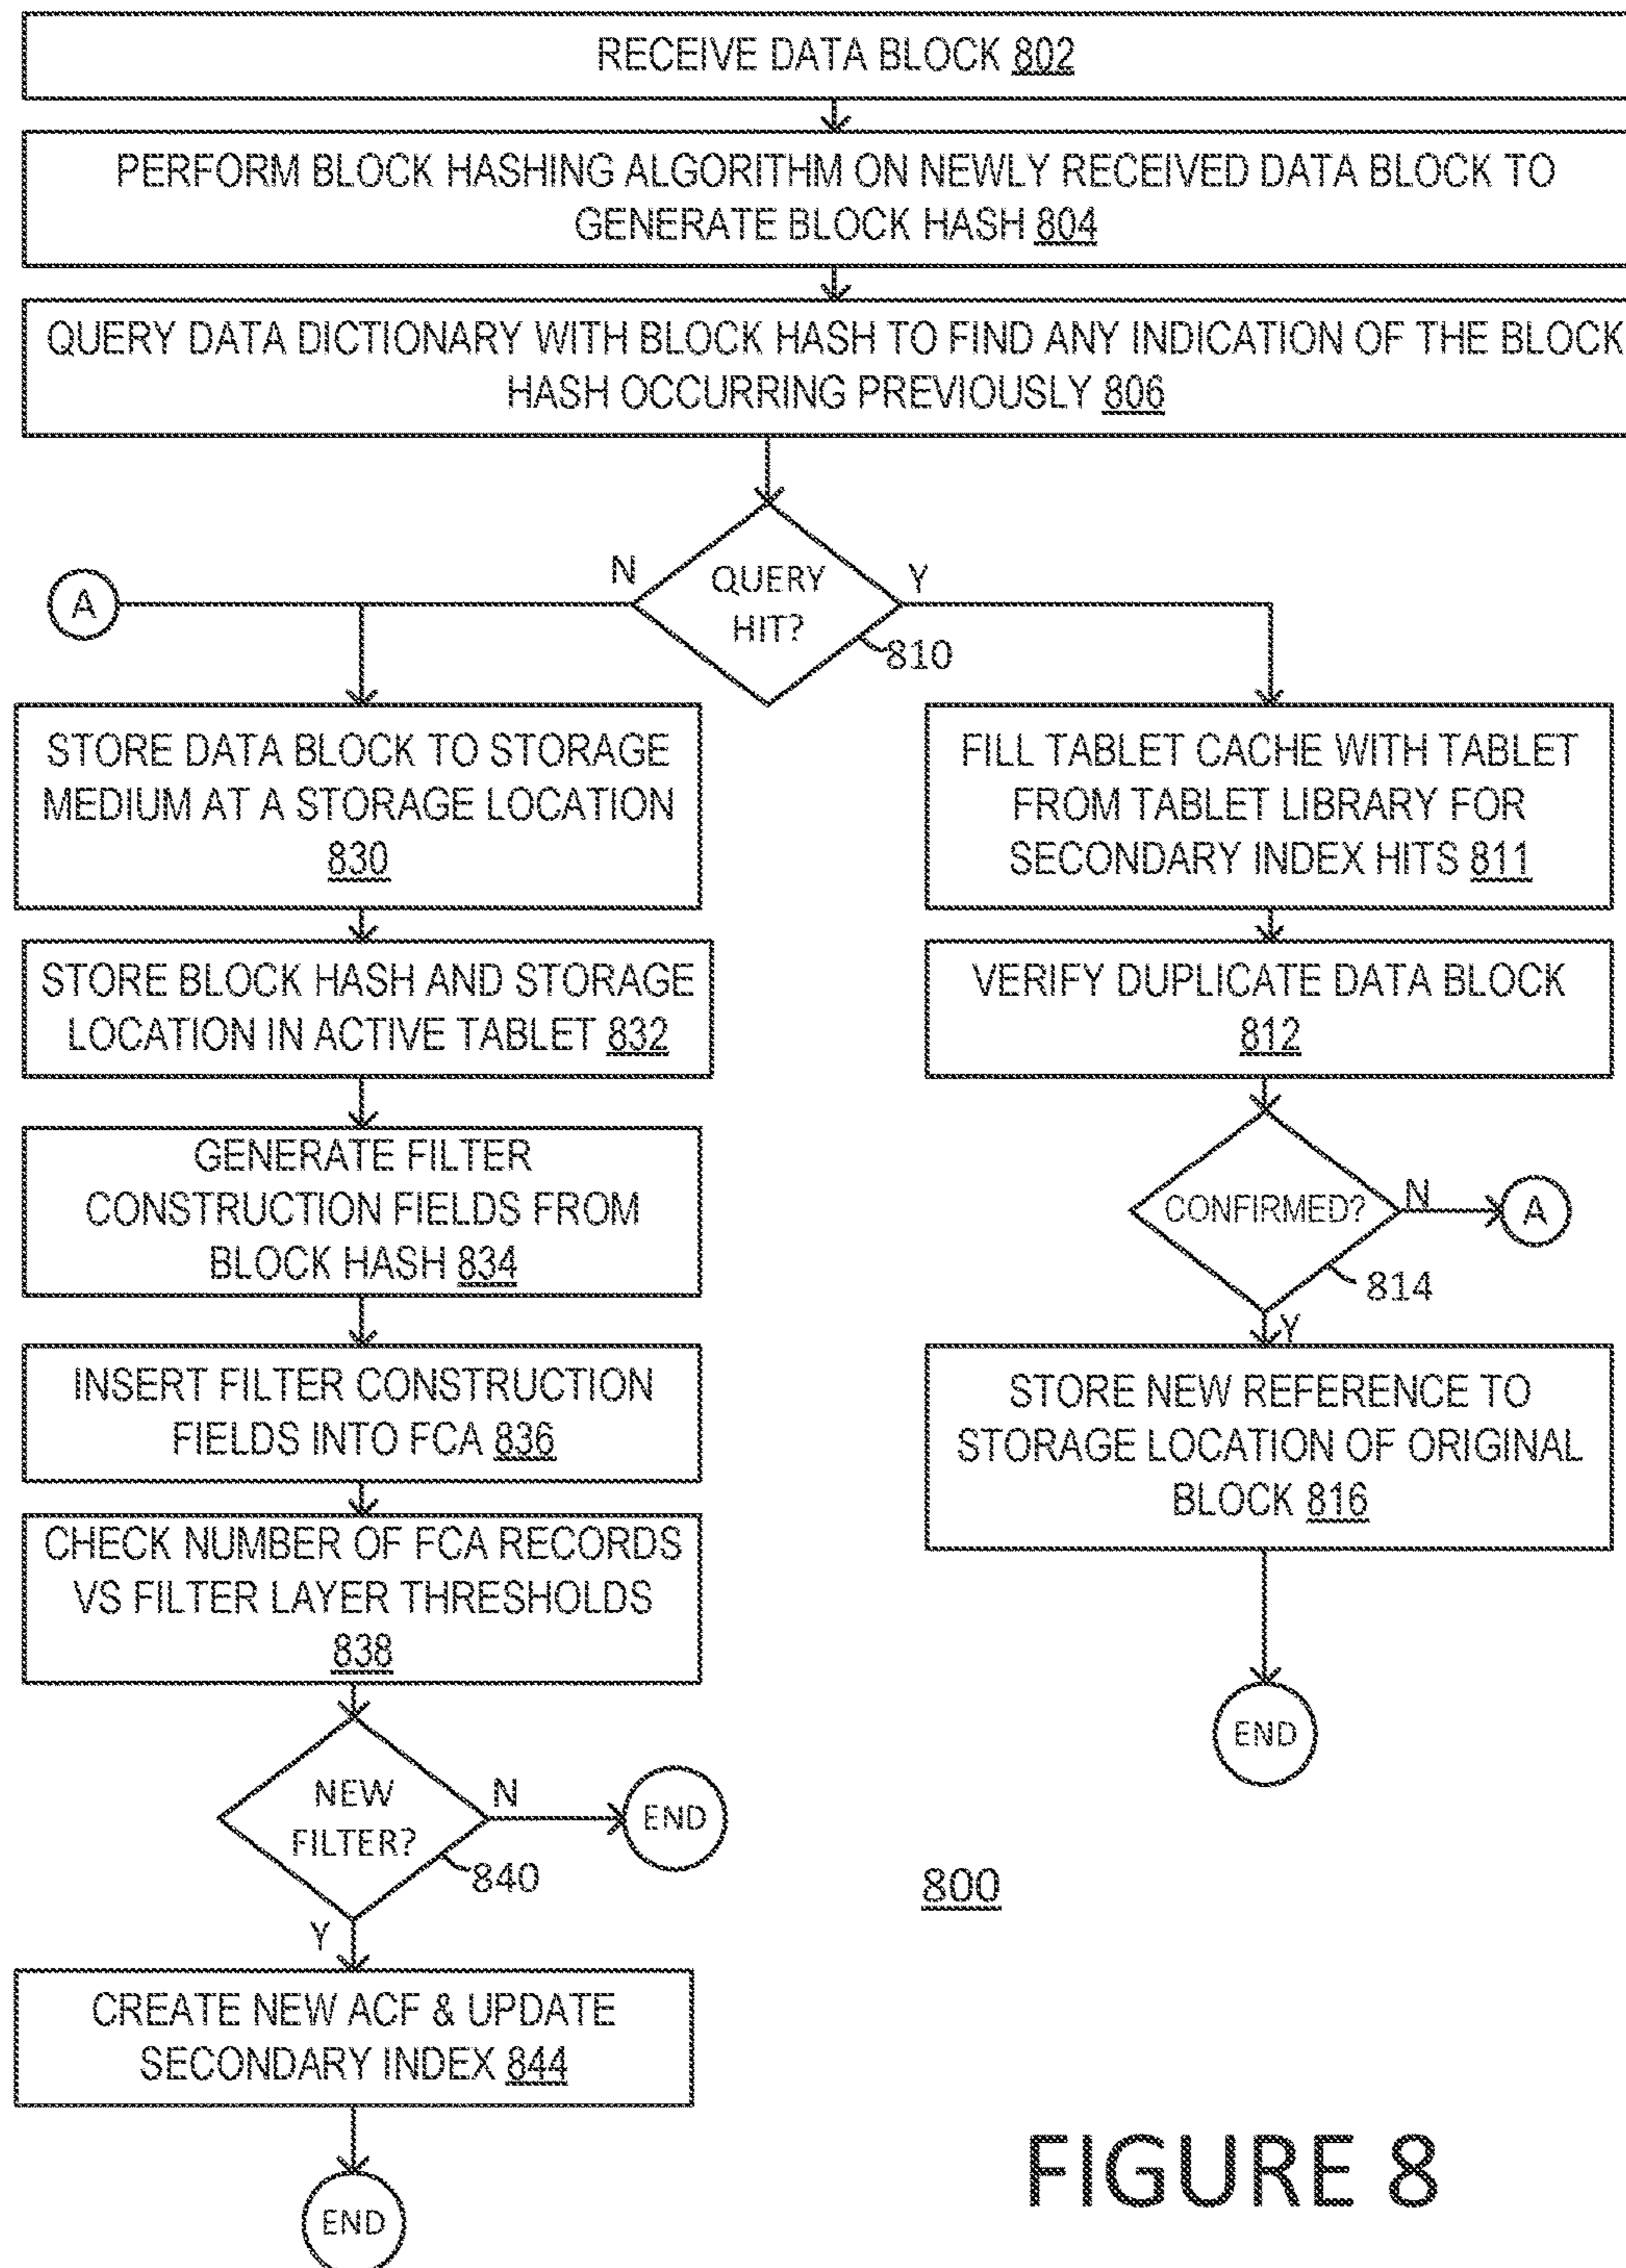 RECEIVE DATA BLOCK 802
PERFORM BLOCK HASHING ALGORITHM ON NEWLY RECEIVED DATA BLOCK TO
GENERATE BLOCK HASH 804
QUERY DATA DICTIONARY WITH BLOCK HASH TO FIND ANY INDICATION OF THE BLOCK
HASH OCCURRING PREVIOUSLY 806
A
N
QUERY
HIT?
Y
810
STORE DATA BLOCK TO STORAGE
MEDIUM AT A STORAGE LOCATION
830
STORE BLOCK HASH AND STORAGE
LOCATION IN ACTIVE TABLET 832
GENERATE FILTER
CONSTRUCTION FIELDS FROM
BLOCK HASH 834
INSERT FILTER CONSTRUCTION
FIELDS INTO FCA 836
CHECK NUMBER OF FCA RECORDS
VS FILTER LAYER THRESHOLDS
838
NEW
FILTER?
N
END
840
Y
CREATE NEW ACF & UPDATE
SECONDARY INDEX 844
END
FILL TABLET CACHE WITH TABLET
FROM TABLET LIBRARY FOR
SECONDARY INDEX HITS 811
VERIFY DUPLICATE DATA BLOCK
812
CONFIRMED?
N
A
814
Y
STORE NEW REFERENCE TO
STORAGE LOCATION OF ORIGINAL
BLOCK 816
END
800
FIGURE 8